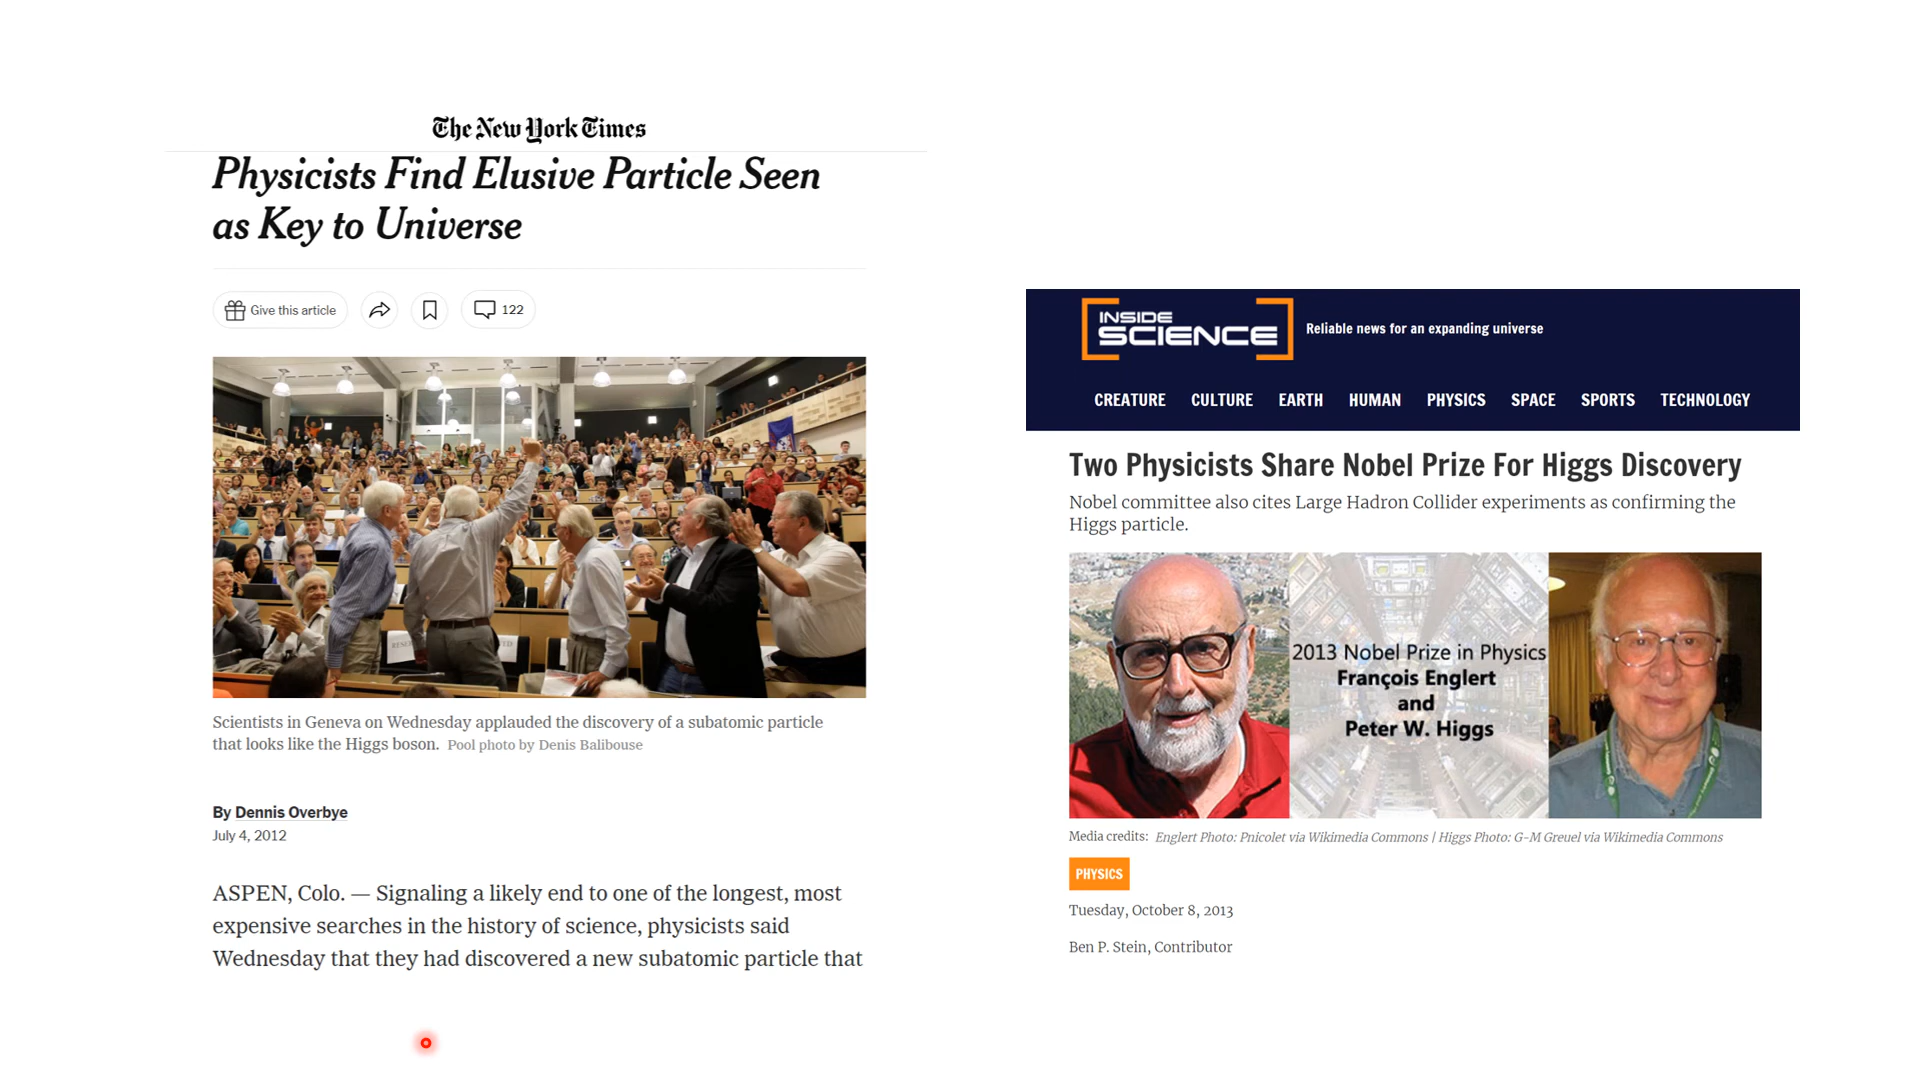 The New York Times
Physicists Find Elusive Particle Seen
as Key to Universe
Give this article
122
Scientists in Geneva on Wednesday applauded the discovery of a subatomic particle
that looks like the Higgs boson. Pool photo by Denis Balibouse
By Dennis Overbye
July 4, 2012
ASPEN, Colo. — Signaling a likely end to one of the longest, most
expensive searches in the history of science, physicists said
Wednesday that they had discovered a new subatomic particle that
INSIDE
SCIENCE
Reliable news for an expanding universe
CREATURE CULTURE EARTH HUMAN PHYSICS SPACE SPORTS TECHNOLOGY
Two Physicists Share Nobel Prize For Higgs Discovery
Nobel committee also cites Large Hadron Collider experiments as confirming the
Higgs particle.
2013 Nobel Prize in Physics
François Englert
and
Peter W. Higgs
Media credits: Englert Photo: Pnicolet via Wikimedia Commons | Higgs Photo: G-M Greuel via Wikimedia Commons
PHYSICS
Tuesday, October 8, 2013
Ben P. Stein, Contributor